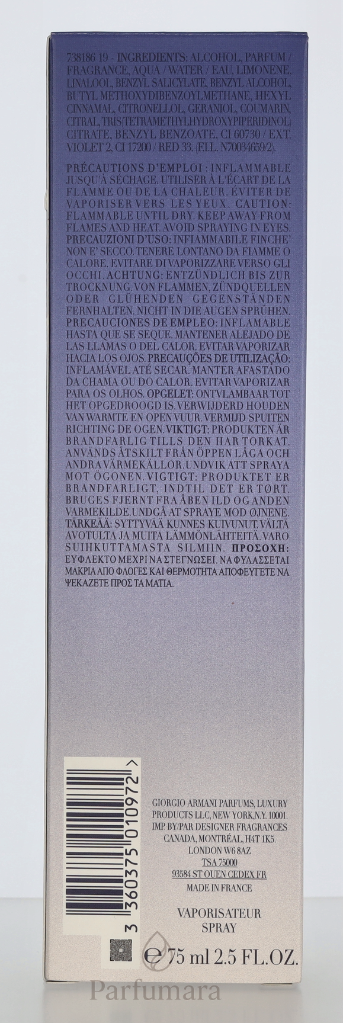 738186 19 - INGREDIENTS: ALCOHOL, PARFUM /
FRAGRANCE, AQUA / WATER / EAU, LIMONENE,
LINALOOL, BENZYL SALICYLATE, BENZYL ALCOHOL,
BUTYL METHOXYDIBENZOYLMETHANE, HEXYL
CINNAMAL, CITRONELLOL, GERANIOL, COUMARIN,
CITRAL, TRIS(TETRAMETHYLHYDROXYPIPERIDINOL)
CITRATE, BENZYL BENZOATE, CI 60730 / EXT.
VIOLET 2, CI 17200 / RED 33. (F.I.L. N70034659/2).
PRÉCAUTIONS D'EMPLOI : INFLAMMABLE
JUSQU'À SÉCHAGE. UTILISER À L'ÉCART DE LA
FLAMME OU DE LA CHALEUR. ÉVITER DE
VAPORISER VERS LES YEUX. CAUTION:
FLAMMABLE UNTIL DRY. KEEP AWAY FROM
FLAMES AND HEAT. AVOID SPRAYING IN EYES.
PRECAUZIONI D'USO: INFIAMMABILE FINCHE'
NON E' SECCO. TENERE LONTANO DA FIAMME O
CALORE. EVITARE DI VAPORIZZARE VERSO GLI
OCCHI. ACHTUNG: ENTZÜNDLICH BIS ZUR
TROCKNUNG. VON FLAMMEN, ZÜNDQUELLEN
ODER GLÜHENDEN GEGENSTÄNDEN
FERNHALTEN. NICHT IN DIE AUGEN SPRÜHEN.
PRECAUCIONES DE EMPLEO: INFLAMABLE
HASTA QUE SE SEQUE. MANTENER ALEJADO DE
LAS LLAMAS O DEL CALOR. EVITAR VAPORIZAR
HACIA LOS OJOS. PRECAUÇÕES DE UTILIZAÇÃO:
INFLAMÁVEL ATÉ SECAR. MANTER AFASTADO
DA CHAMA OU DO CALOR. EVITAR VAPORIZAR
PARA OS OLHOS. OPGELET: ONTVLAMBAAR TOT
HET OPGEDROOGD IS. VERWIJDERD HOUDEN
VAN WARMTE EN OPEN VUUR. VERMIJD SPUITEN
RICHTING DE OGEN. VIKTIGT: PRODUKTEN ÄR
BRANDFARLIG TILLS DEN HAR TORKAT.
ANVÄNDS ÅTSKILT FRÅN ÖPPEN LÅGA OCH
ANDRA VÄRMEKÄLLOR. UNDVIK ATT SPRAYA
MOT ÖGONEN. VIGTIGT: PRODUKTET ER
BRANDFARLIGT, INDTIL DET ER TØRT.
BRUGES FJERNT FRA ÅBEN ILD OG ANDEN
VARMEKILDE. UNDGÅ AT SPRAYE MOD ØJNENE.
TÄRKEÄÄ: SYTTYVÄÄ KUNNES KUIVUNUT. VÄLTÄ
AVOTULTA JA MUITA LÄMMÖNLÄHTEITÄ. VARO
SUIHKUTTAMASTA SILMIIN. ΠΡΟΣΟΧΗ:
ΕΥΦΛΕΚΤΟ ΜΕΧΡΙ ΝΑ ΣΤΕΓΝΩΣΕΙ. ΝΑ ΦΥΛΑΣΣΕΤΑΙ
ΜΑΚΡΙΑ ΑΠΟ ΦΛΟΓΕΣ ΚΑΙ ΘΕΡΜΟΤΗΤΑ. ΑΠΟΦΕΥΓΕΤΕ ΝΑ
ΨΕΚΑΖΕΤΕ ΠΡΟΣ ΤΑ ΜΑΤΙΑ.
3 360375 010972 >
GIORGIO ARMANI PARFUMS, LUXURY
PRODUCTS LLC, NEW YORK, N.Y. 10001
IMP. BY/PAR DESIGNER FRAGRANCES
CANADA, MONTREAL, H4T 1K5
LONDON W6 8AZ
TSA 75000
93584 ST OUEN CEDEX FR
MADE IN FRANCE
VAPORISATEUR
SPRAY
℮ 75 ml 2.5 FL.OZ.
Parfumara